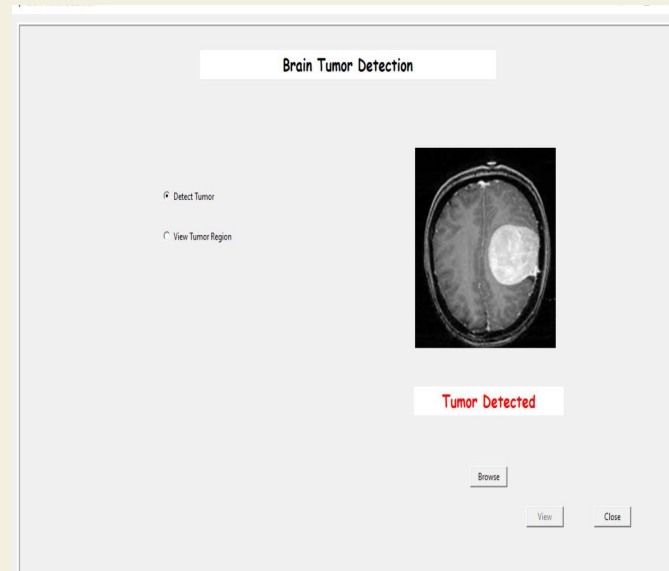 Brain Tumor Detection
Detect Tumor
View Tumor Region
Tumor Detected
Browse
View
Close